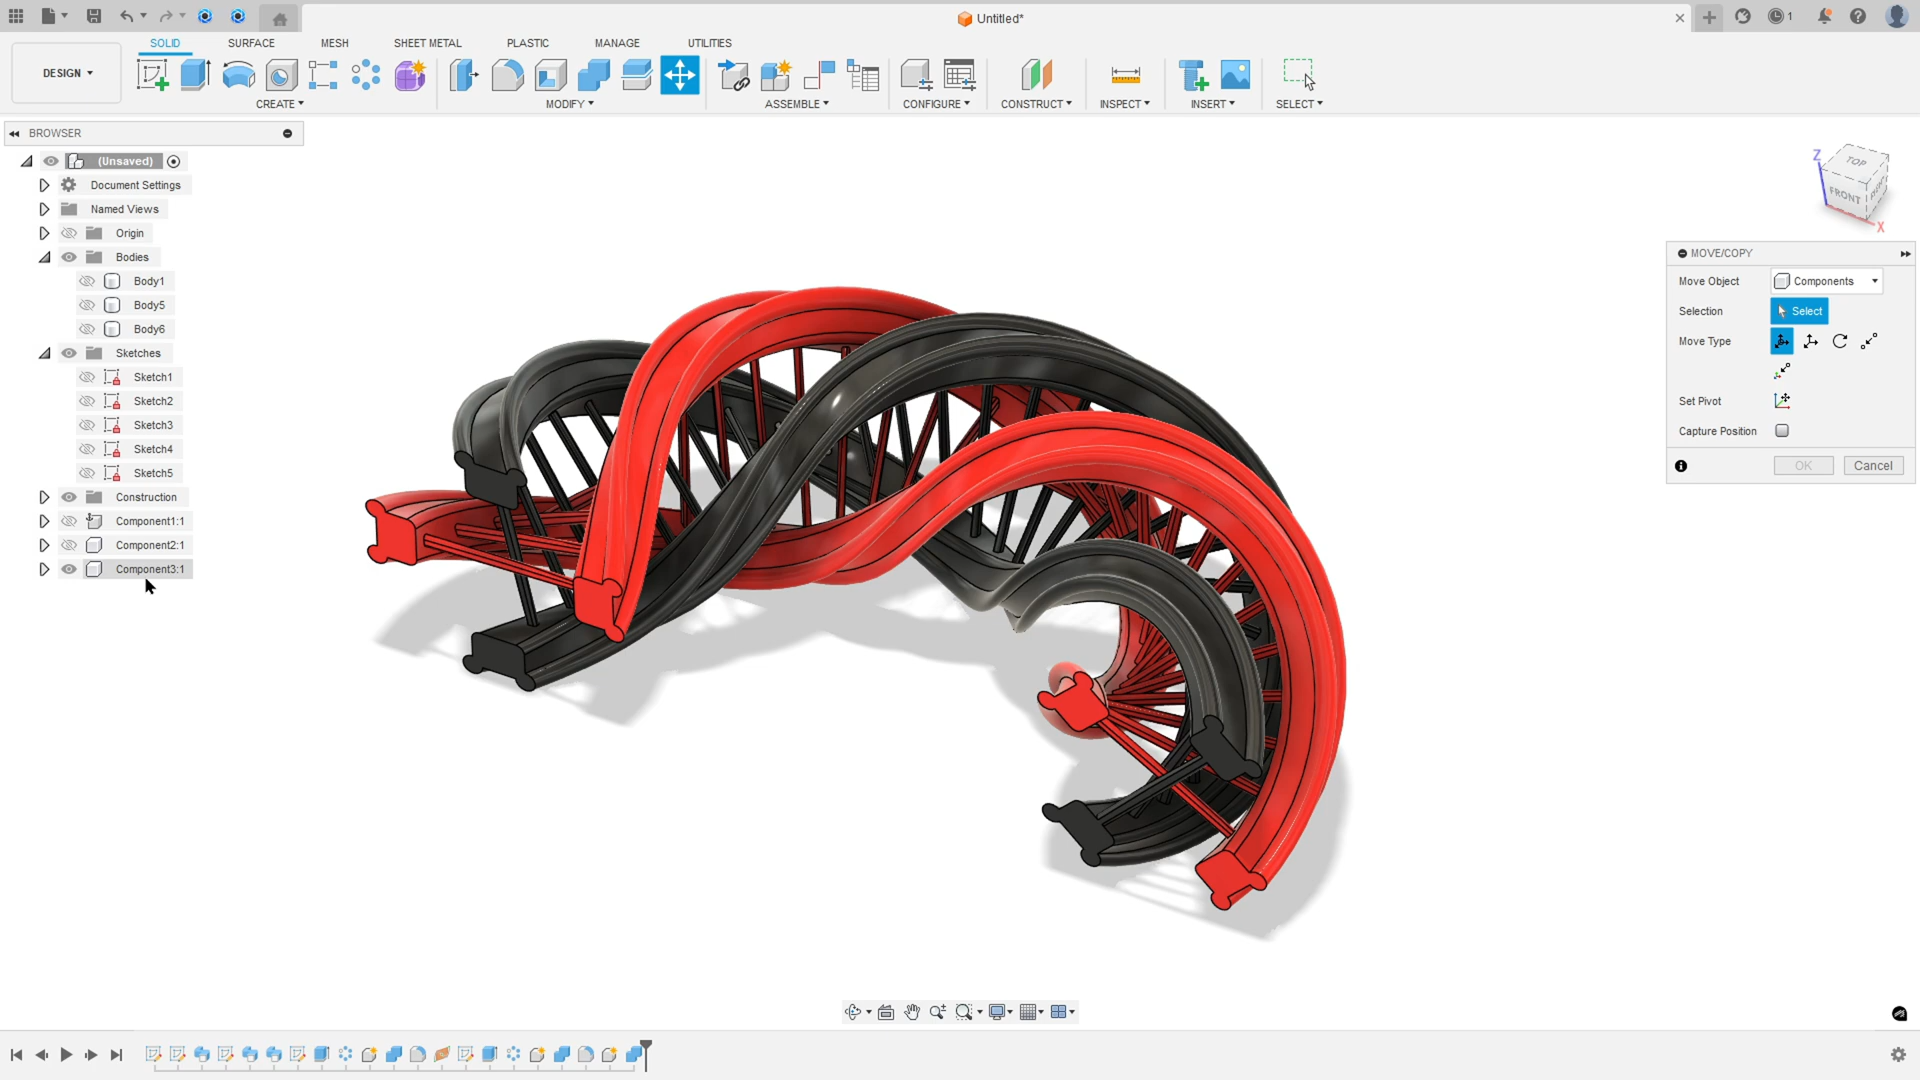 Untitled*
1
DESIGN
SOLID
SURFACE
MESH
SHEET METAL
PLASTIC
MANAGE
UTILITIES
CREATE
MODIFY
ASSEMBLE
CONFIGURE
CONSTRUCT
INSPECT
INSERT
SELECT
BROWSER
(Unsaved)
Document Settings
Named Views
Origin
Bodies
Body1
Body5
Body6
Sketches
Sketch1
Sketch2
Sketch3
Sketch4
Sketch5
Construction
Component1:1
Component2:1
Component3:1
Z
TOP
FRONT
RIGHT
X
MOVE/COPY
Move Object
Components
Selection
Select
Move Type
Set Pivot
Capture Position
OK
Cancel